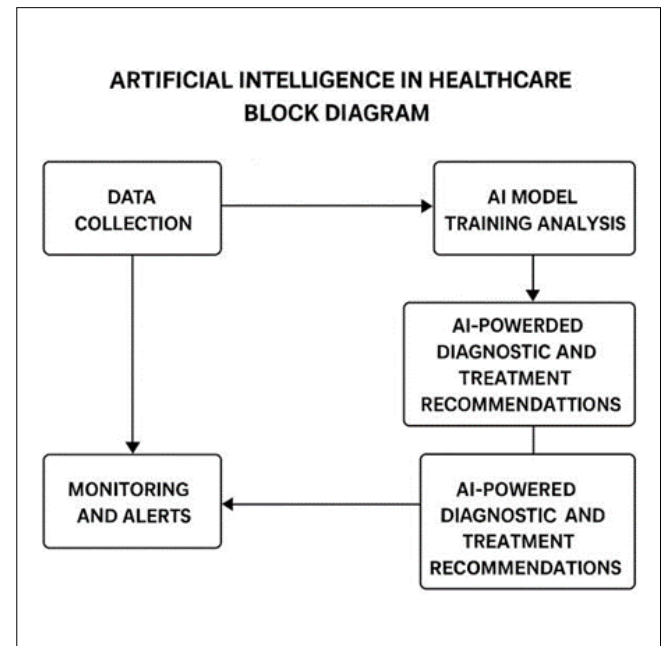 ARTIFICIAL INTELLIGENCE IN HEALTHCARE
BLOCK DIAGRAM
DATA
COLLECTION
AI MODEL
TRAINING ANALYSIS
AI-POWERDED
DIAGNOSTIC AND
TREATMENT
RECOMMENDATTIONS
MONITORING
AND ALERTS
AI-POWERED
DIAGNOSTIC AND
TREATMENT
RECOMMENDATIONS